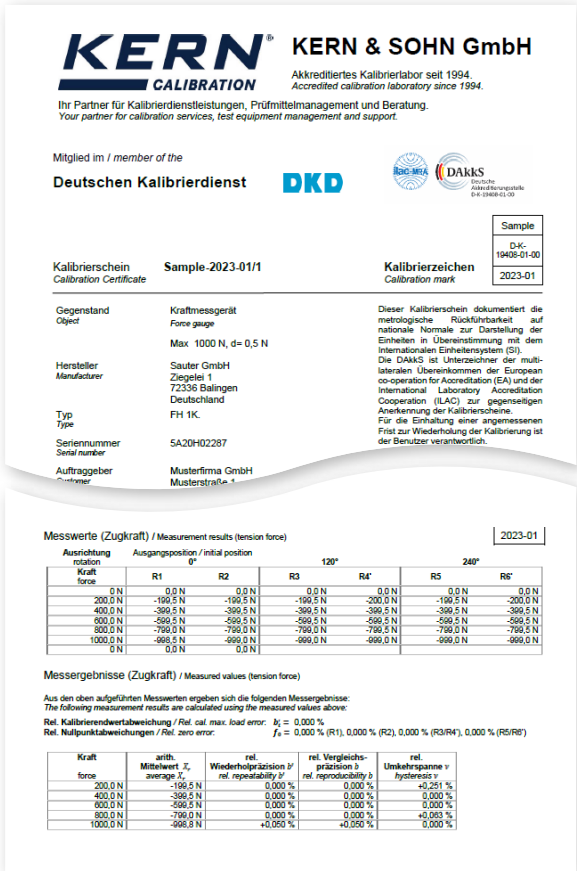 KERN®
CALIBRATION
KERN & SOHN GmbH
Akkreditiertes Kalibrierlabor seit 1994.
Accredited calibration laboratory since 1994.
Ihr Partner für Kalibrierdienstleistungen, Prüfmittelmanagement und Beratung.
Your partner for calibration services, test equipment management and support.
Mitglied im / member of the
Deutschen Kalibrierdienst
DKD
ilac-MRA
DAkkS
Deutsche
Akkreditierungsstelle
D-K-19408-01-00
Sample
D-K-
19408-01-00
2023-01
Kalibrierschein Sample-2023-01/1
Calibration Certificate
Kalibrierzeichen
Calibration mark
Gegenstand Kraftmessgerät
Object Force gauge
Max 1000 N, d= 0,5 N
Hersteller Sauter GmbH
Manufacturer Ziegelei 1
72336 Balingen
Deutschland
Typ FH 1K.
Type
Seriennummer 5A20H02287
Serial number
Auftraggeber Musterfirma GmbH
Customer Musterstraße 1
Dieser Kalibrierschein dokumentiert die
metrologische Rückführbarkeit auf
nationale Normale zur Darstellung der
Einheiten in Übereinstimmung mit dem
Internationalen Einheitensystem (SI).
Die DAkkS ist Unterzeichner der multi-
lateralen Übereinkommen der European
co-operation for Accreditation (EA) und der
International Laboratory Accreditation
Cooperation (ILAC) zur gegenseitigen
Anerkennung der Kalibrierscheine.
Für die Einhaltung einer angemessenen
Frist zur Wiederholung der Kalibrierung ist
der Benutzer verantwortlich.
Messwerte (Zugkraft) / Measurement results (tension force)
2023-01
Ausrichtung Ausgangsposition / initial position
rotation 0° 120° 240°
Kraft
force R1 R2 R3 R4' R5 R6'
0 N 0,0 N 0,0 N 0,0 N 0,0 N 0,0 N 0,0 N
200,0 N -199,5 N -199,5 N -199,5 N -200,0 N -199,5 N -200,0 N
400,0 N -399,5 N -399,5 N -399,5 N -399,5 N -399,5 N -399,5 N
600,0 N -599,5 N -599,5 N -599,5 N -599,5 N -599,5 N -599,5 N
800,0 N -799,0 N -799,0 N -799,0 N -799,5 N -799,0 N -799,5 N
1000,0 N -998,5 N -999,0 N -999,0 N -999,0 N -999,0 N -999,0 N
0 N 0,0 N 0,0 N
Messergebnisse (Zugkraft) / Measured values (tension force)
Aus den oben aufgeführten Messwerten ergeben sich die folgenden Messergebnisse:
The following measurement results are calculated using the measured values above:
Rel. Kalibrierendwertabweichung / Rel. cal. max. load error: = 0,000 %
Rel. Nullpunktabweichungen / Rel. zero error: f₀ = 0,000 % (R1), 0,000 % (R2), 0,000 % (R3/R4'), 0,000 % (R5/R6')
Kraft arith. rel. rel. Vergleichs- rel.
Mittelwert X̄ᵣ Wiederholpräzision b' präzision b Umkehrspanne v
force average X̄ᵣ rel. repeatability b' rel. reproducibility b hysteresis v
200,0 N -199,5 N 0,000 % 0,000 % +0,251 %
400,0 N -399,5 N 0,000 % 0,000 % 0,000 %
600,0 N -599,5 N 0,000 % 0,000 % 0,000 %
800,0 N -799,0 N 0,000 % 0,000 % +0,063 %
1000,0 N -998,8 N +0,050 % +0,050 % 0,000 %